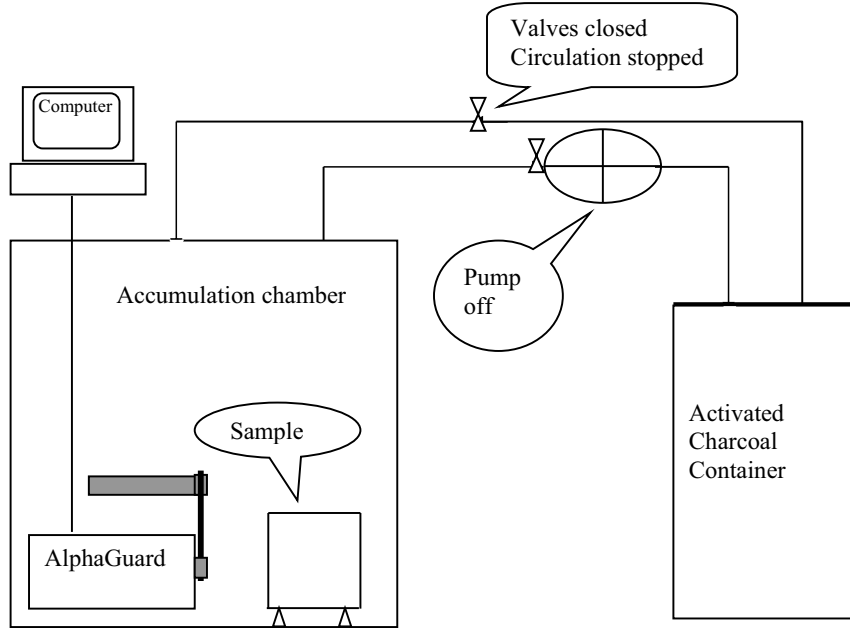 Valves closed
Circulation stopped
Computer
Pump
off
Accumulation chamber
Sample
Activated
Charcoal
Container
AlphaGuard